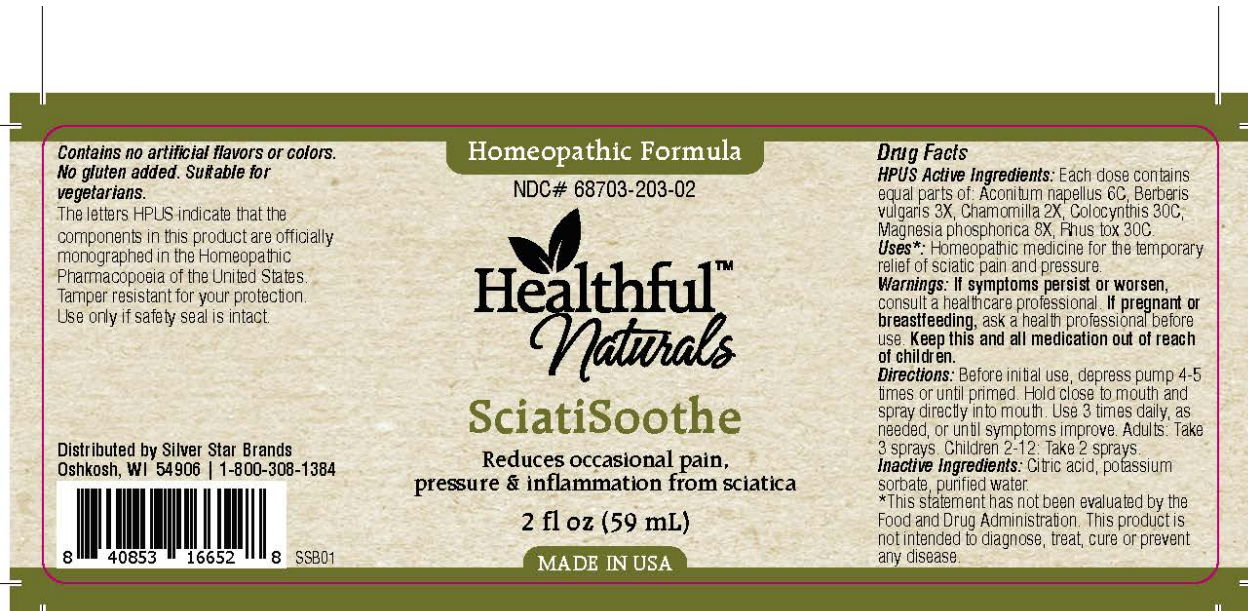 Contains no artificial flavors or colors.
No gluten added. Suitable for
vegetarians.
The letters HPUS indicate that the
components in this product are officially
monographed in the Homeopathic
Pharmacopoeia of the United States.
Tamper resistant for your protection.
Use only if safety seal is intact.
Distributed by Silver Star Brands
Oshkosh, WI 54906 | 1-800-308-1384
8 40853 16652 8 SSB01
Homeopathic Formula
NDC# 68703-203-02
Healthful™
Naturals
SciatiSoothe
Reduces occasional pain,
pressure & inflammation from sciatica
2 fl oz (59 mL)
MADE IN USA
Drug Facts
HPUS Active Ingredients: Each dose contains
equal parts of: Aconitum napellus 6C, Berberis
vulgaris 3X, Chamomilla 2X, Colocynthis 30C,
Magnesia phosphorica 8X, Rhus tox 30C.
Uses*: Homeopathic medicine for the temporary
relief of sciatic pain and pressure.
Warnings: If symptoms persist or worsen,
consult a healthcare professional. If pregnant or
breastfeeding, ask a health professional before
use. Keep this and all medication out of reach
of children.
Directions: Before initial use, depress pump 4-5
times or until primed. Hold close to mouth and
spray directly into mouth. Use 3 times daily, as
needed, or until symptoms improve. Adults: Take
3 sprays. Children 2-12: Take 2 sprays.
Inactive Ingredients: Citric acid, potassium
sorbate, purified water.
*This statement has not been evaluated by the
Food and Drug Administration. This product is
not intended to diagnose, treat, cure or prevent
any disease.